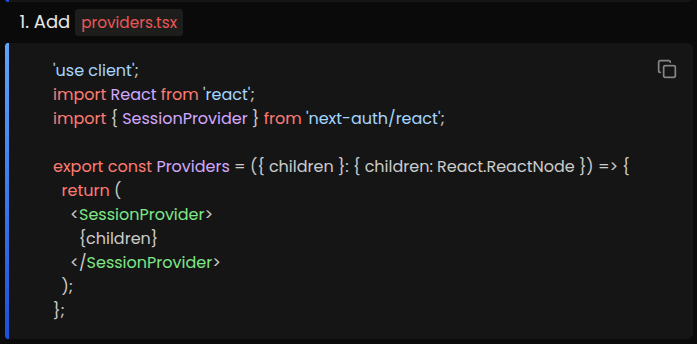 1. Add providers.tsx
'use client';
import React from 'react';
import { SessionProvider } from 'next-auth/react';
export const Providers = ({ children }: { children: React.ReactNode }) => {
return (
<SessionProvider>
{children}
</SessionProvider>
);
};